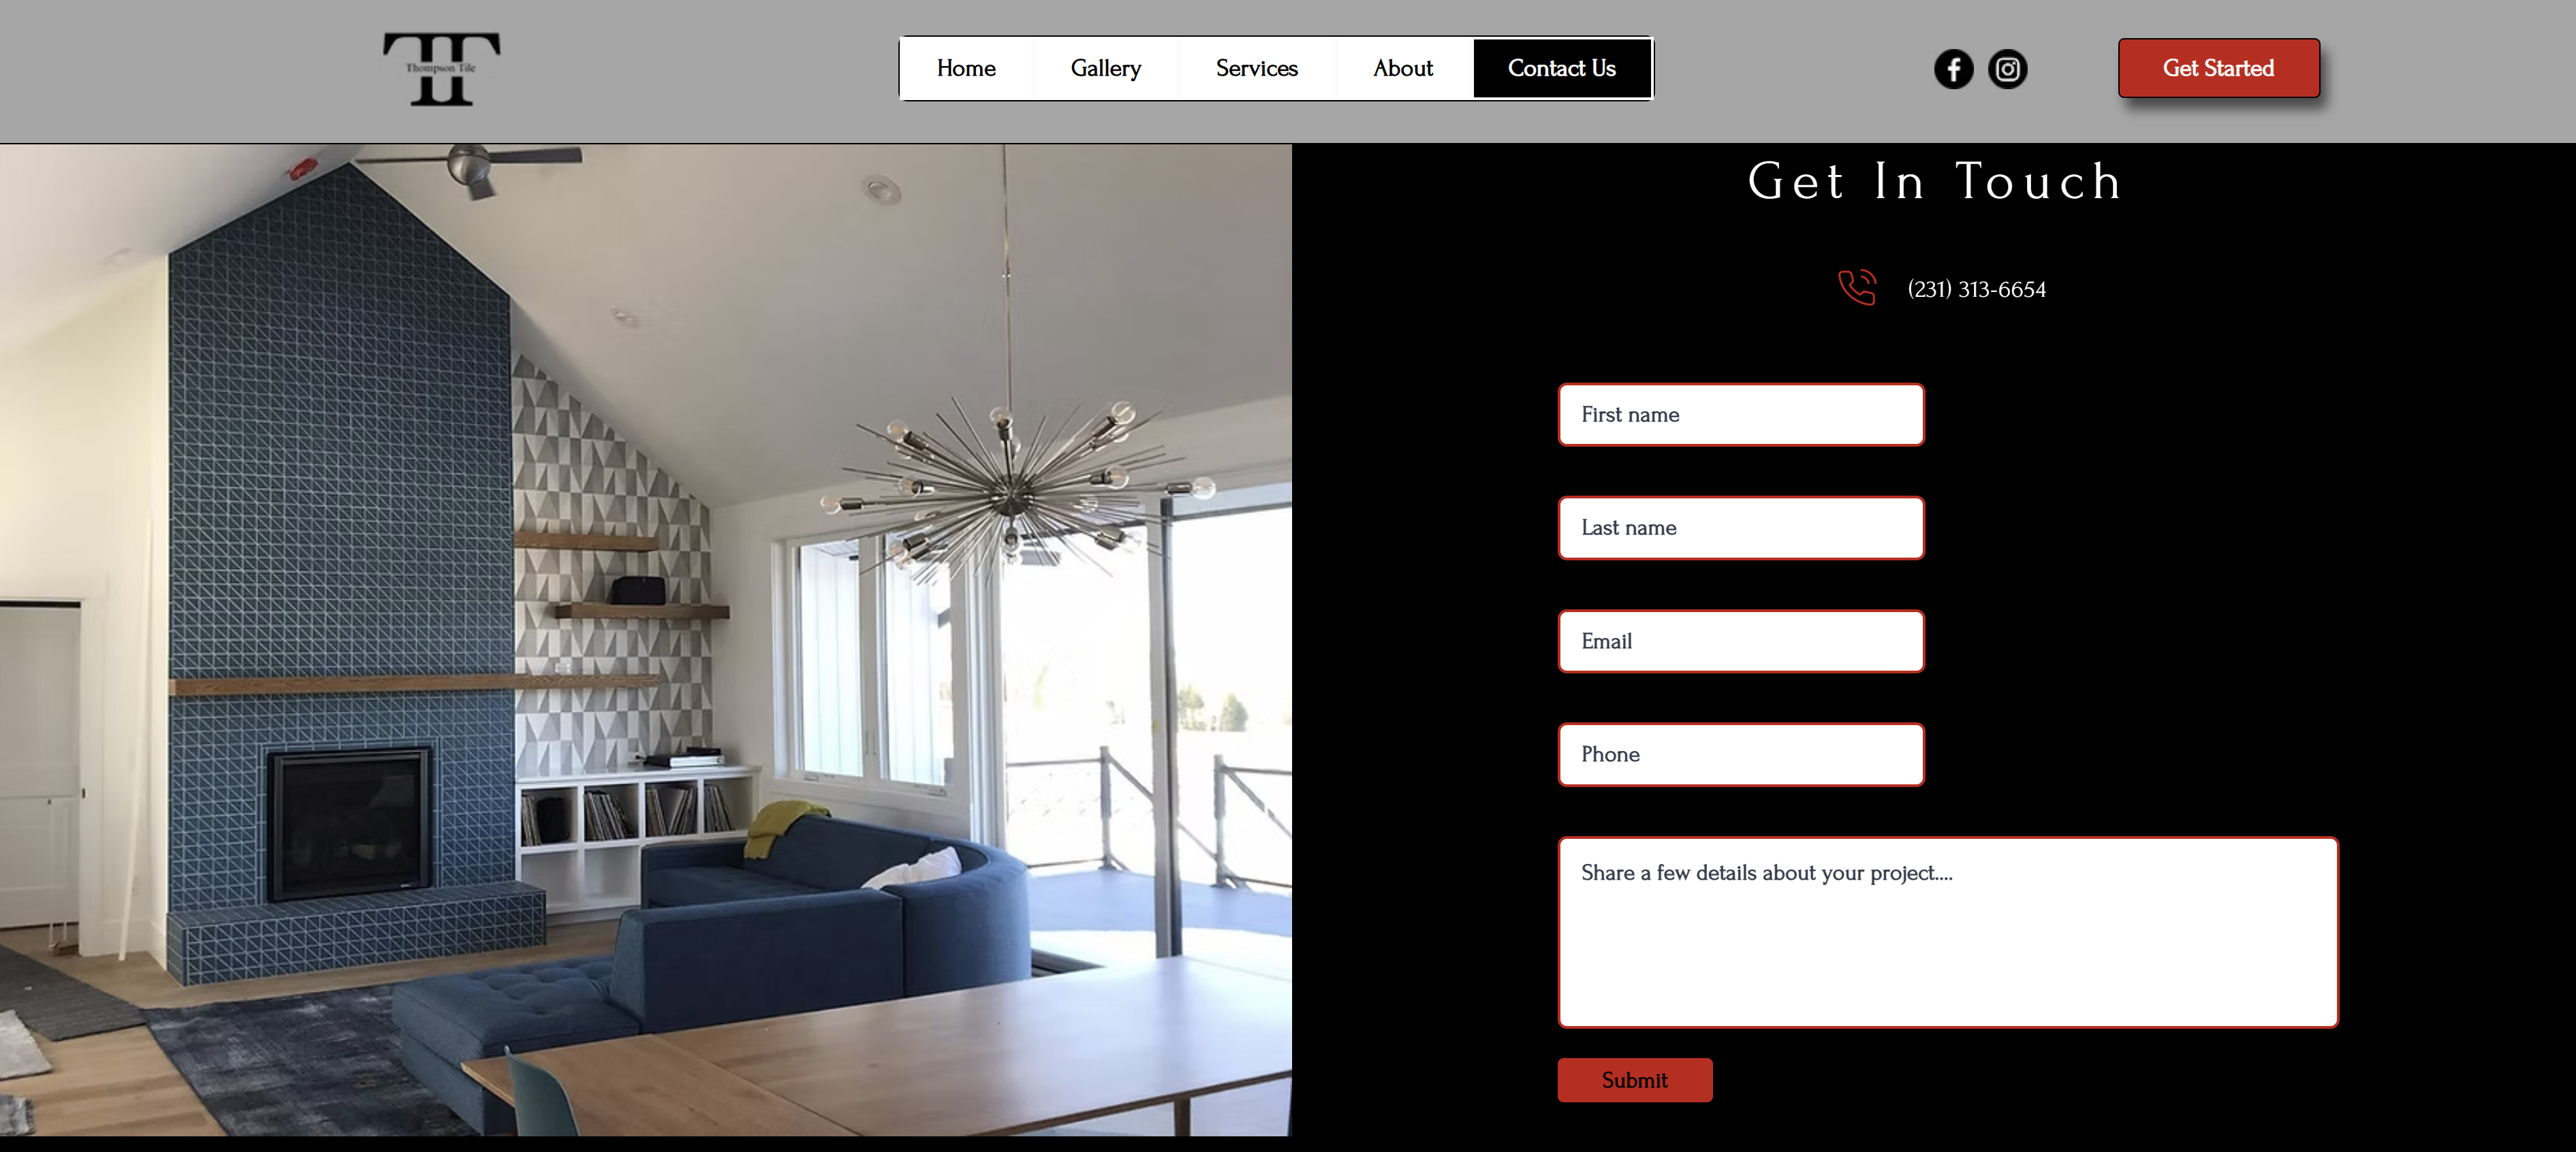 Thompson Tile
Home Gallery Services About Contact Us
Get Started
Get In Touch
(231) 313-6654
First name
Last name
Email
Phone
Share a few details about your project....
Submit